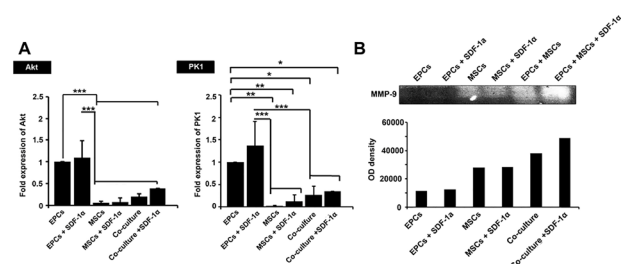 A
Akt
***
***
Fold expression of Akt
2.5
2
1.5
1
0.5
0
EPCs
EPCs + SDF-1α
MSCs
MSCs + SDF-1α
Co-culture
Co-culture +SDF-1α
PK1
*
*
**
**
***
***
Fold expression of PK1
2.5
2
1.5
1
0.5
0
EPCs
EPCs + SDF-1α
MSCs
MSCs + SDF-1α
Co-culture
Co-culture +SDF-1α
B
EPCs
EPCs + SDF-1a
MSCs
MSCs + SDF-1α
EPCs + MSCs
EPCs + MSCs + SDF-1α
MMP-9
OD density
60000
40000
20000
0
EPCs
EPCs + SDF-1a
MSCs
MSCs + SDF-1α
Co-culture
Co-culture + SDF-1α